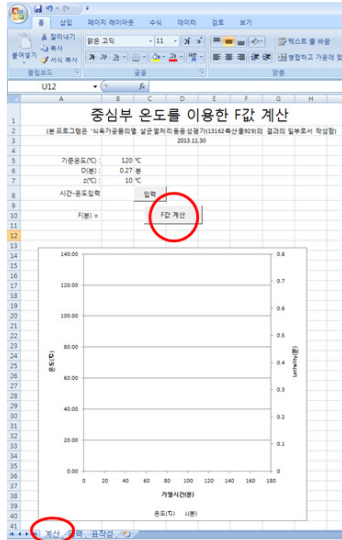 홈 삽입 페이지 레이아웃 수식 데이터 검토 보기
잘라내기
복사
서식 복사
붙여넣기
맑은 고딕 11
텍스트 줄 바꿈
병합하고 가운데 맞
클립보드 글꼴 맞춤
U12 fx
A B C D E F G H
중심부 온도를 이용한 F값 계산
2013.11.30
기준온도(℃) : 120 ℃
D(분) : 0.27 분
z(℃) : 10 ℃
시간-온도입력 입력
F(분) = F값 계산
140.00 0.8
120.00 0.7
100.00 0.6
80.00 0.5
60.00 0.4
40.00 0.3
20.00 0.2
0.00 0.1
0
온도(℃)
Lethality(분)
0 20 40 60 80 100 120 140 160 180
가열시간(분)
온도(℃) L(분)
계산 입력 표작성